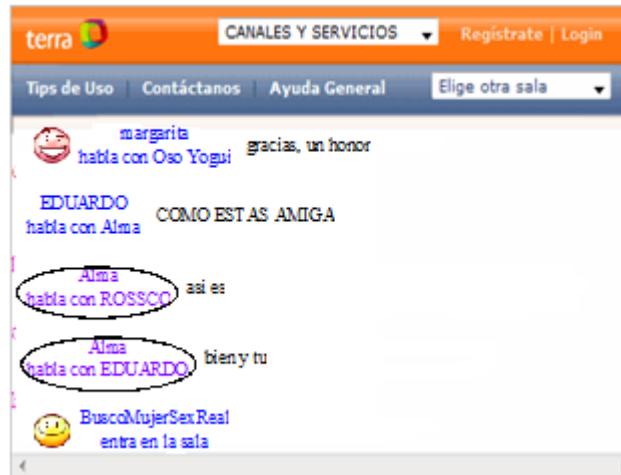 terra CANALES Y SERVICIOS Regístrate | Login
Tips de Uso | Contáctanos | Ayuda General Elige otra sala
margarita
habla con Oso Yogui gracias, un honor
EDUARDO
habla con Alma COMO ESTAS AMIGA
Alma
habla con ROSSCO asi es
Alma
habla con EDUARDO bien y tu
BuscoMujerSexReal
entra en la sala